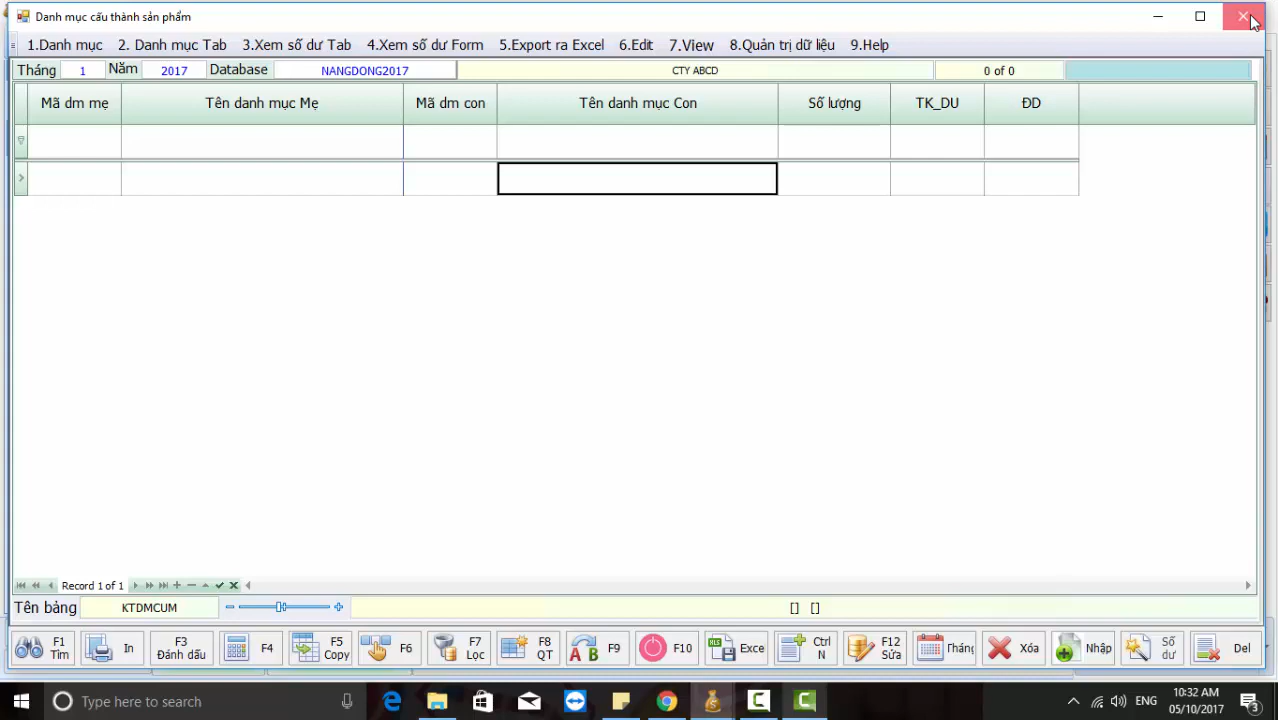 Danh mục cấu thành sản phẩm
1.Danh mục 2. Danh mục Tab 3.Xem số dư Tab 4.Xem số dư Form 5.Export ra Excel 6.Edit 7.View 8.Quản trị dữ liệu 9.Help
Tháng 1 Năm 2017 Database NANGDONG2017 CTY ABCD 0 of 0
Mã dm mẹ Tên danh mục Mẹ Mã dm con Tên danh mục Con Số lượng TK_DU ĐD
Record 1 of 1
Tên bảng KTDMCUM [] []
F1 Tìm In F3 Đánh dấu F4 F5 Copy F6 F7 Lọc F8 QT F9 F10 Exce Ctrl N F12 Sửa Tháng Xóa Nhập Số dư Del
Type here to search ENG 10:32 AM
05/10/2017 3